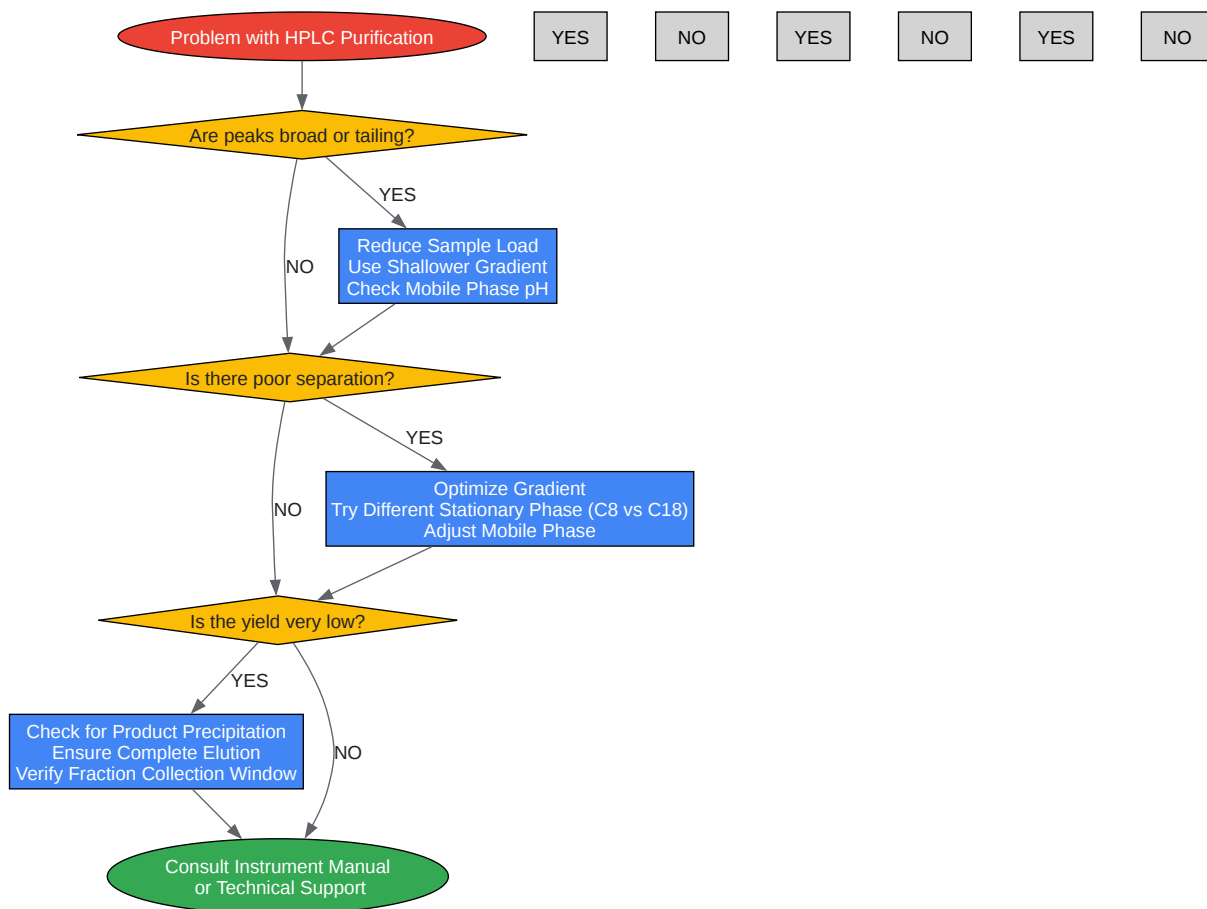 Problem with HPLC Purification
YES
NO
YES
NO
YES
NO
Are peaks broad or tailing?
YES
Reduce Sample Load
Use Shallower Gradient
Check Mobile Phase pH
NO
Is there poor separation?
YES
Optimize Gradient
Try Different Stationary Phase (C8 vs C18)
Adjust Mobile Phase
NO
Is the yield very low?
YES
Check for Product Precipitation
Ensure Complete Elution
Verify Fraction Collection Window
NO
Consult Instrument Manual
or Technical Support